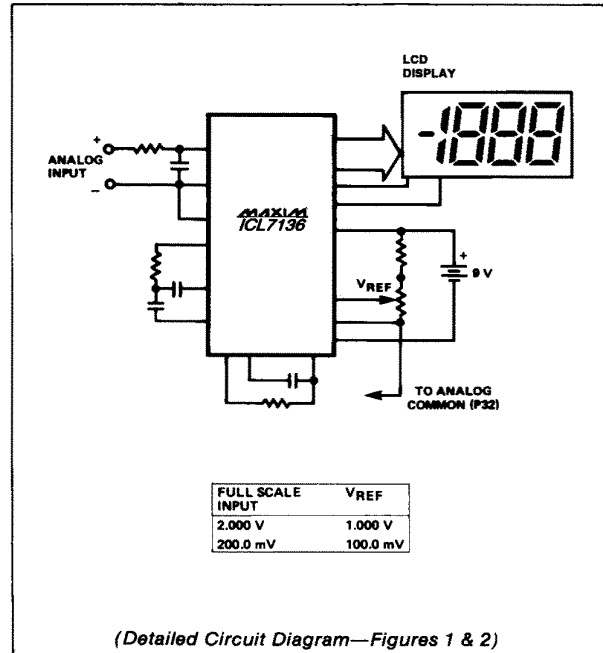 LCD
DISPLAY
-1888
+
ANALOG
INPUT
–
MAXIM
ICL7136
+
9 V
VREF
TO ANALOG
COMMON (P32)
FULL SCALE INPUT VREF
2.000 V 1.000 V
200.0 mV 100.0 mV
(Detailed Circuit Diagram—Figures 1 & 2)